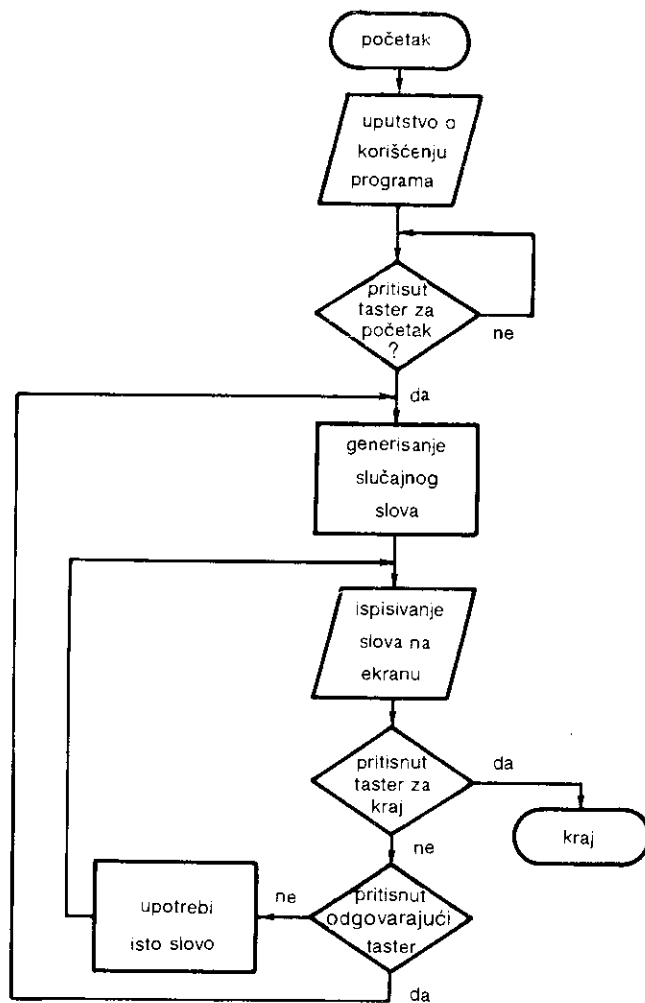 početak
uputstvo o
korišćenju
programa
pritisut
taster za
početak
?
ne
da
generisanje
slučajnog
slova
ispisivanje
slova na
ekranu
pritisnut
taster za
kraj
da
kraj
ne
pritisnut
odgovarajući
taster
ne
upotrebi
isto slovo
da